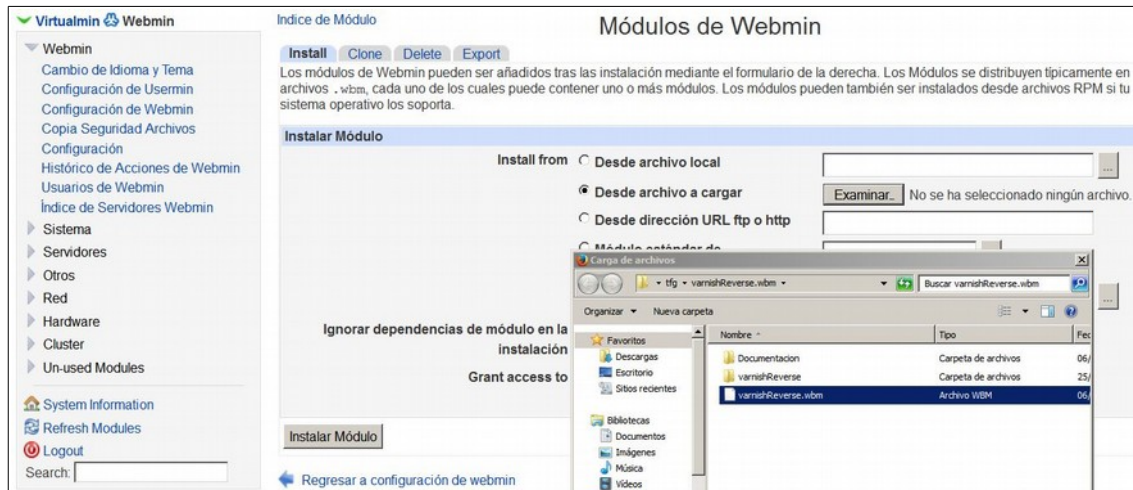 Virtualmin Webmin
Webmin
Cambio de Idioma y Tema
Configuración de Usermin
Configuración de Webmin
Copia Seguridad Archivos
Configuración
Histórico de Acciones de Webmin
Usuarios de Webmin
Índice de Servidores Webmin
Sistema
Servidores
Otros
Red
Hardware
Cluster
Un-used Modules
System Information
Refresh Modules
Logout
Search:
Indice de Módulo
Módulos de Webmin
Install Clone Delete Export
Los módulos de Webmin pueden ser añadidos tras las instalación mediante el formulario de la derecha. Los Módulos se distribuyen típicamente en
archivos .wbm, cada uno de los cuales puede contener uno o más módulos. Los módulos pueden también ser instalados desde archivos RPM si tu
sistema operativo los soporta.
Instalar Módulo
Install from Desde archivo local ...
Desde archivo a cargar Examinar_ No se ha seleccionado ningún archivo.
Desde dirección URL ftp o http
Módulo estándar de
...
Ignorar dependencias de módulo en la
instalación
Grant access to
Instalar Módulo
Regresar a configuración de webmin
Carga de archivos
tfg varnishReverse.wbm Buscar varnishReverse.wbm
Organizar Nueva carpeta
Favoritos
Descargas
Escritorio
Sitios recientes
Bibliotecas
Documentos
Imágenes
Música
Vídeos
Nombre Tipo Fec
Documentacion Carpeta de archivos 06/
varnishReverse Carpeta de archivos 25/
varnishReverse.wbm Archivo WBM 06/